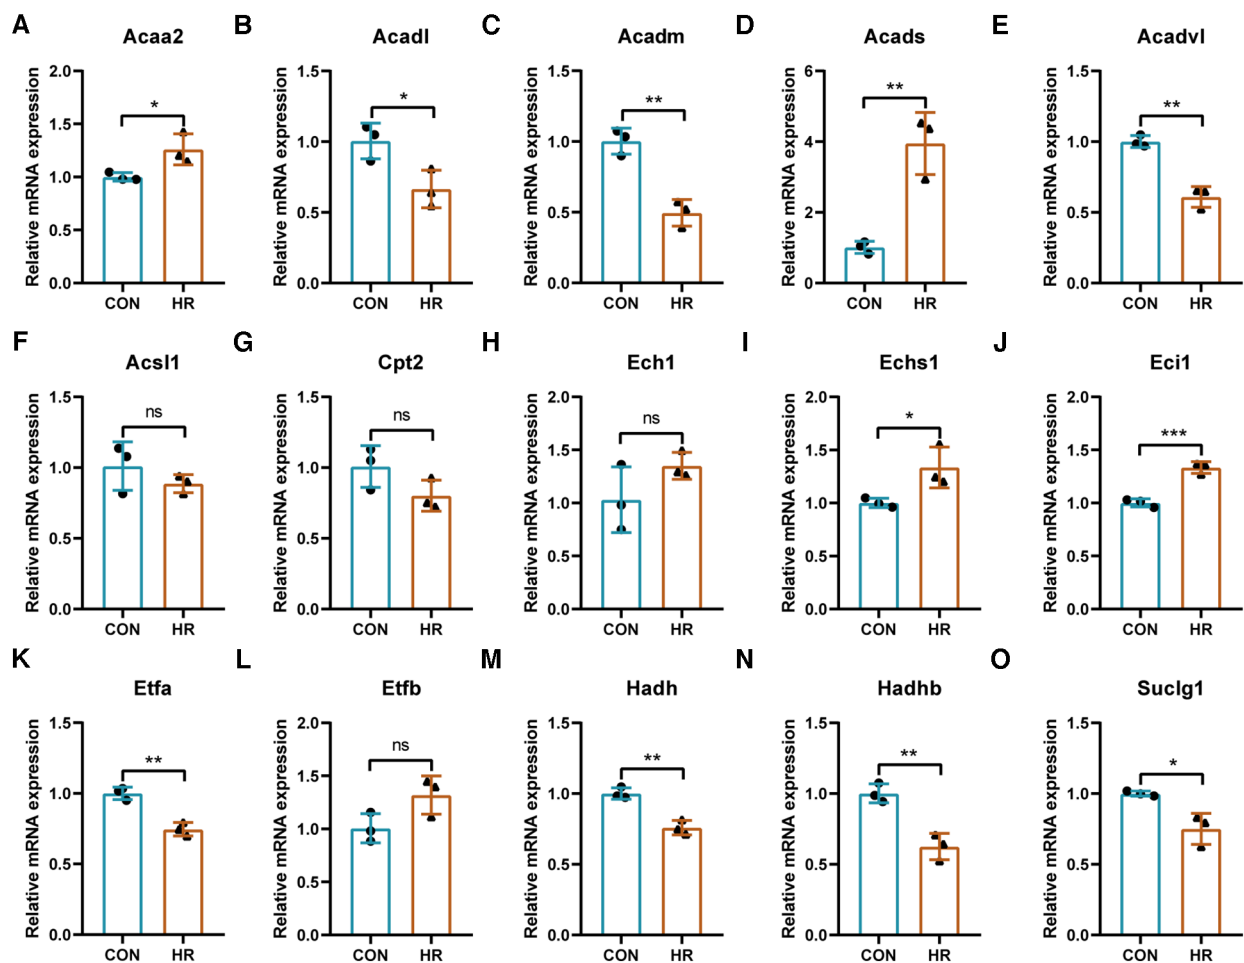 A
Acaa2
Relative mRNA expression
2.0
1.5
1.0
0.5
0.0
*
CON HR
B
Acadl
Relative mRNA expression
1.5
1.0
0.5
0.0
*
CON HR
C
Acadm
Relative mRNA expression
1.5
1.0
0.5
0.0
**
CON HR
D
Acads
Relative mRNA expression
6
4
2
0
**
CON HR
E
Acadvl
Relative mRNA expression
1.5
1.0
0.5
0.0
**
CON HR
F
Acsl1
Relative mRNA expression
1.5
1.0
0.5
0.0
ns
CON HR
G
Cpt2
Relative mRNA expression
1.5
1.0
0.5
0.0
ns
CON HR
H
Ech1
Relative mRNA expression
2.0
1.5
1.0
0.5
0.0
ns
CON HR
I
Echs1
Relative mRNA expression
2.0
1.5
1.0
0.5
0.0
*
CON HR
J
Eci1
Relative mRNA expression
2.0
1.5
1.0
0.5
0.0
***
CON HR
K
Etfa
Relative mRNA expression
1.5
1.0
0.5
0.0
**
CON HR
L
Etfb
Relative mRNA expression
2.0
1.5
1.0
0.5
0.0
ns
CON HR
M
Hadh
Relative mRNA expression
1.5
1.0
0.5
0.0
**
CON HR
N
Hadhb
Relative mRNA expression
1.5
1.0
0.5
0.0
**
CON HR
O
Suclg1
Relative mRNA expression
1.5
1.0
0.5
0.0
*
CON HR